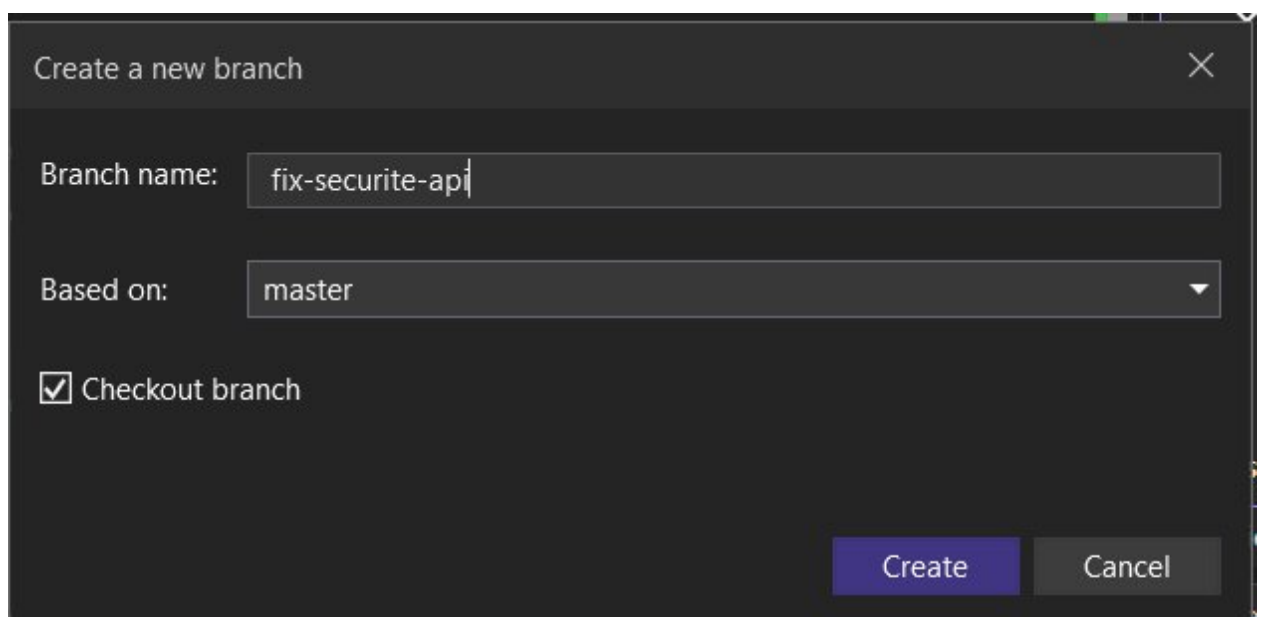 Create a new branch
Branch name: fix-securite-api
Based on: master
Checkout branch
Create Cancel